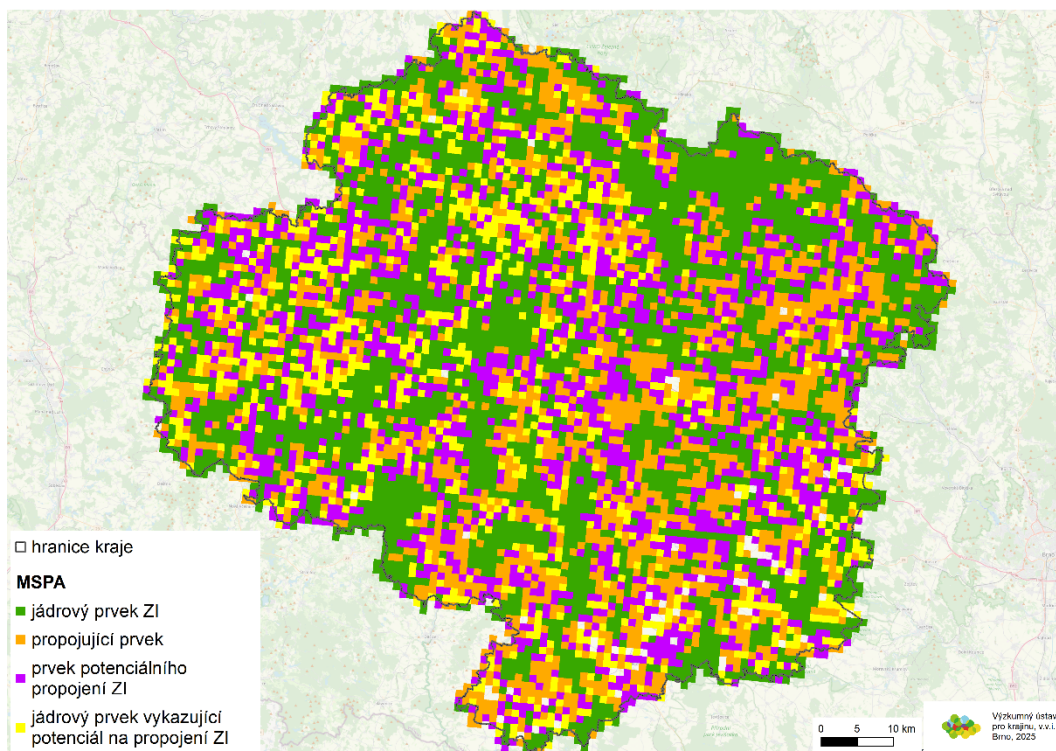 hranice kraje
MSPA
jádrový prvek ZI
propojující prvek
prvek potenciálního
propojení ZI
jádrový prvek vykazující
potenciál na propojení ZI
0 5 10 km
Výzkumný ústav
pro krajinu, v.v.i.
Brno, 2025